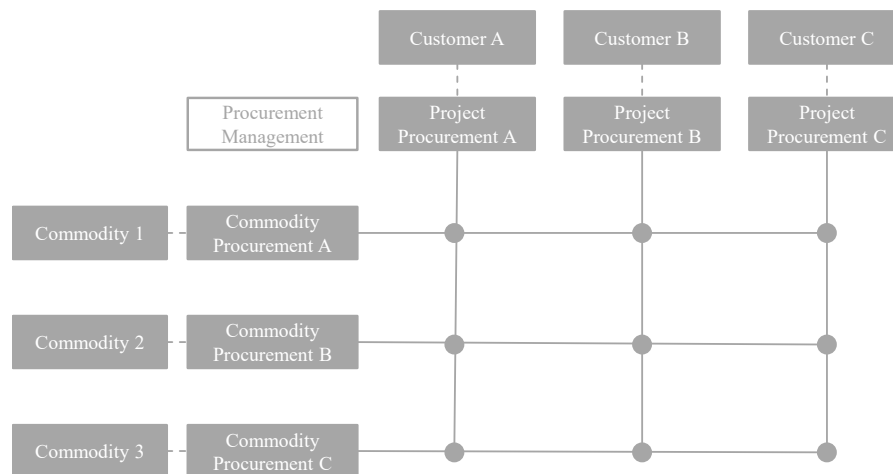 Customer A
Customer B
Customer C
Procurement
Management
Project
Procurement A
Project
Procurement B
Project
Procurement C
Commodity 1
Commodity
Procurement A
Commodity 2
Commodity
Procurement B
Commodity 3
Commodity
Procurement C